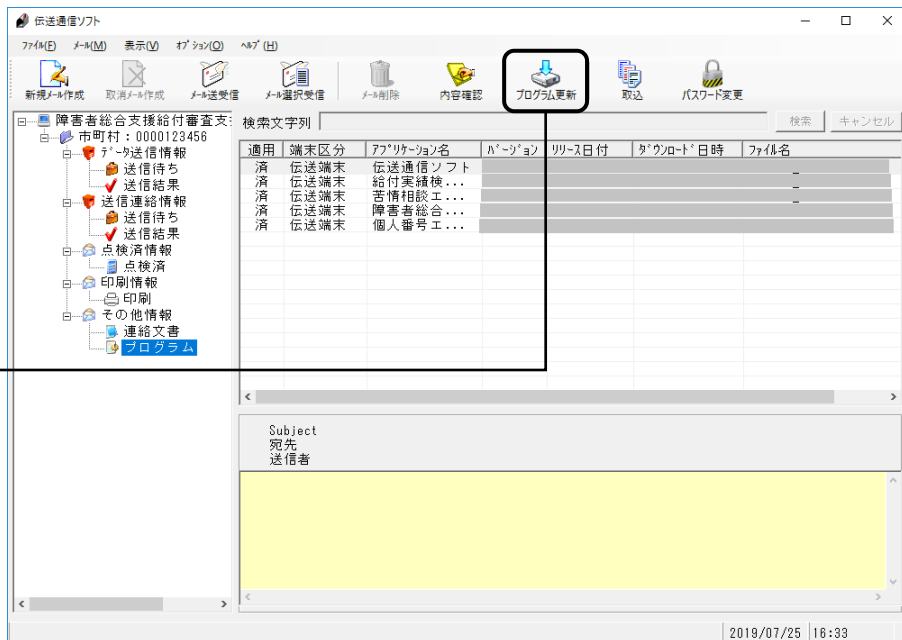 伝送通信ソフト
ファイル(F) メール(M) 表示(V) オプション(O) ヘルプ(H)
新規メール作成 取消メール作成 メール送受信 メール選択受信 メール削除 内容確認 プログラム更新 取込 パスワード変更
障害者総合支援給付審査支
市町村：0000123456
データ送信情報
送信待ち
送信結果
送信連絡情報
送信待ち
送信結果
点検済情報
点検済
印刷情報
印刷
その他情報
連絡文書
プログラム
検索文字列 検索 キャンセル
適用 端末区分 アプリケーション名 バージョン リリース日付 ダウンロード日時 ファイル名
済 伝送端末 伝送通信ソフト
済 伝送端末 給付実績検...
済 伝送端末 苦情相談エ...
済 伝送端末 障害者総合...
済 伝送端末 個人番号エ...
Subject
宛先
送信者
2019/07/25 16:33